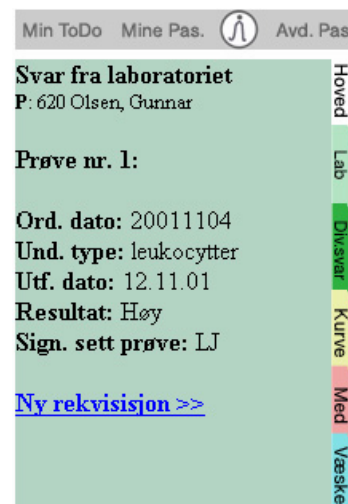 Min ToDo Mine Pas. Avd. Pas
Svar fra laboratoriet
P: 620 Olsen, Gunnar
Prøve nr. 1:
Ord. dato: 20011104
Und. type: leukocytter
Utf. dato: 12.11.01
Resultat: Høy
Sign. sett prøve: LJ
Ny rekvisisjon >>
Hoved
Lab
Div.svar
Kurve
Med
Væske